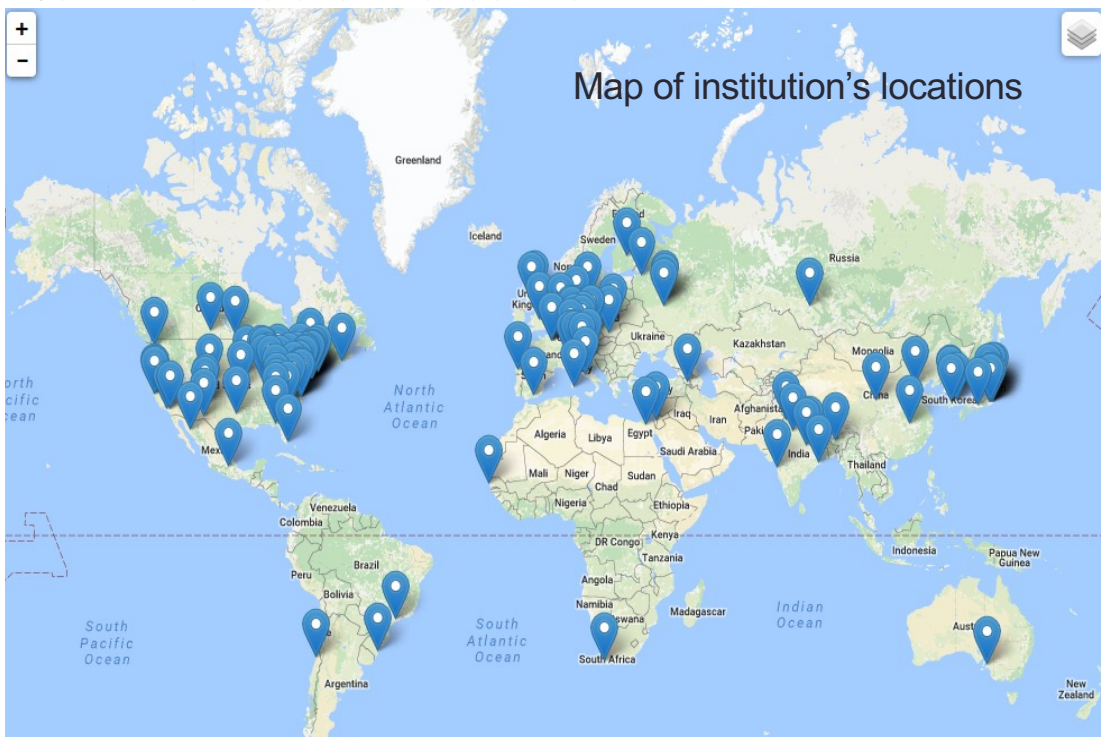 +
−
Map of institution's locations
Greenland
Iceland
Sweden
Russia
Ukraine
Kazakhstan
Mongolia
North
Atlantic
Ocean
South Korea
China
Iraq
Iran
Afghanistan
Algeria
Libya
Egypt
Saudi Arabia
India
Mali
Niger
Sudan
Thailand
Chad
Nigeria
Ethiopia
Venezuela
Colombia
DR Congo
Kenya
Indonesia
Papua New
Guinea
Tanzania
Brazil
Peru
Angola
Bolivia
Namibia
Madagascar
Indian
Ocean
South
Pacific
Ocean
South
Atlantic
Ocean
South Africa
Argentina
New
Zealand